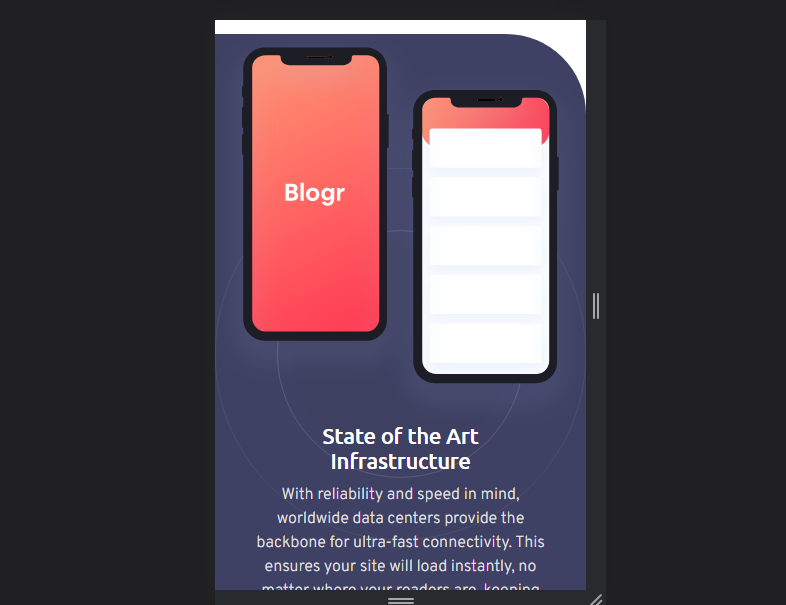 Blogr
State of the Art
Infrastructure
With reliability and speed in mind,
worldwide data centers provide the
backbone for ultra-fast connectivity. This
ensures your site will load instantly, no
matter where your readers are, keeping